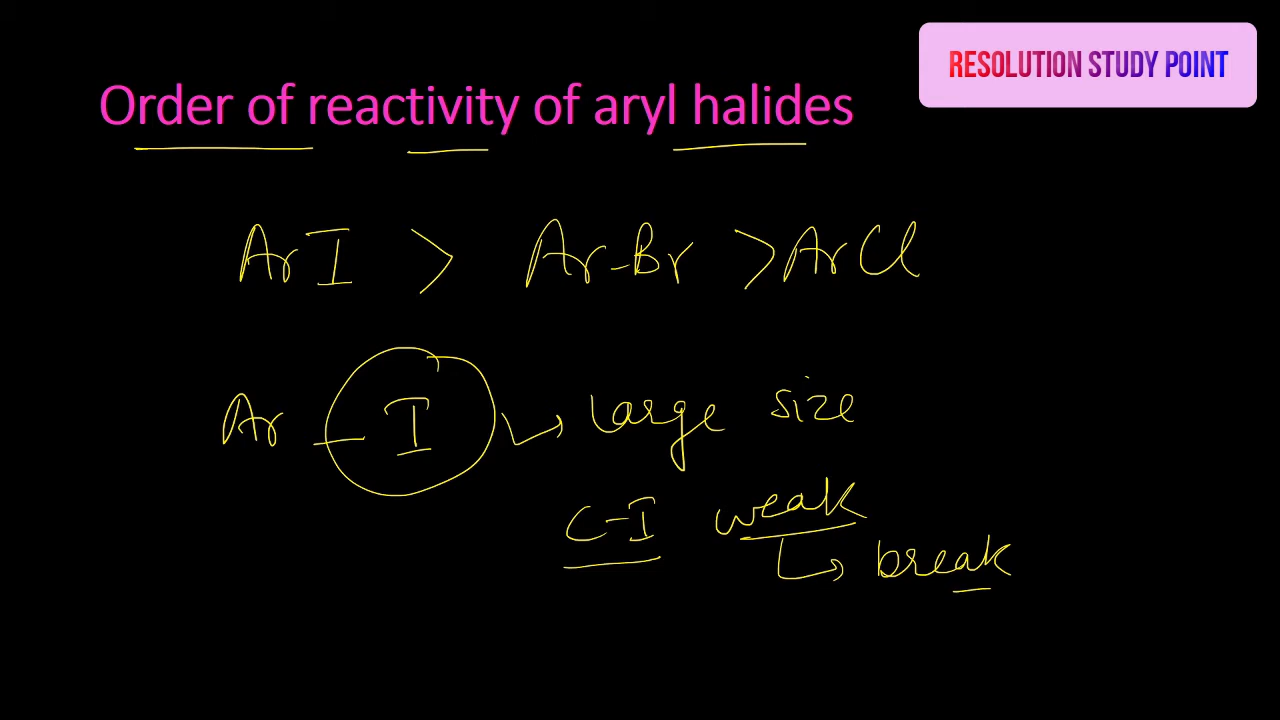 RESOLUTION STUDY POINT
Order of reactivity of aryl halides
ArI > Ar-Br > ArCl
Ar - I → large size
C-I weak
→ break